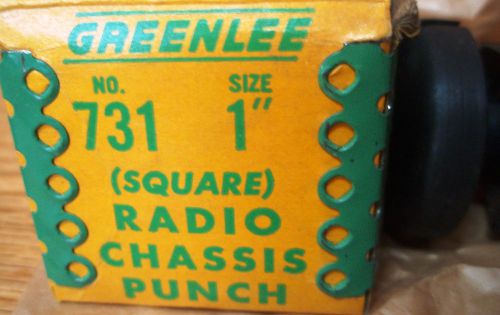 GREENLEE
NO. SIZE
731 1"
(SQUARE)
RADIO
CHASSIS
PUNCH